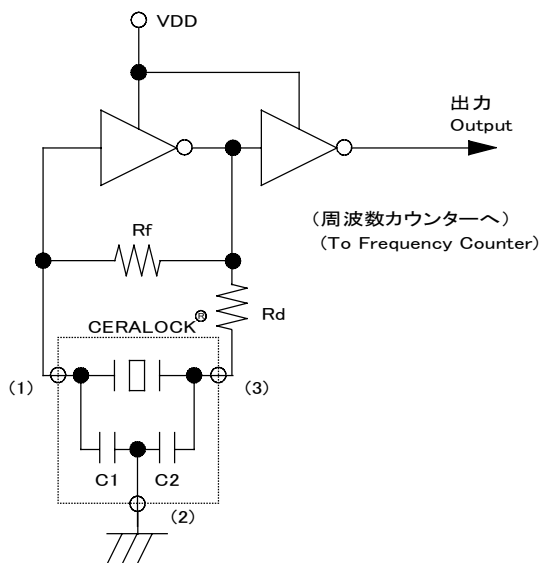 VDD
出力
Output
(周波数カウンターへ)
(To Frequency Counter)
Rf
Rd
CERALOCK®
(1)
(3)
C1 C2
(2)